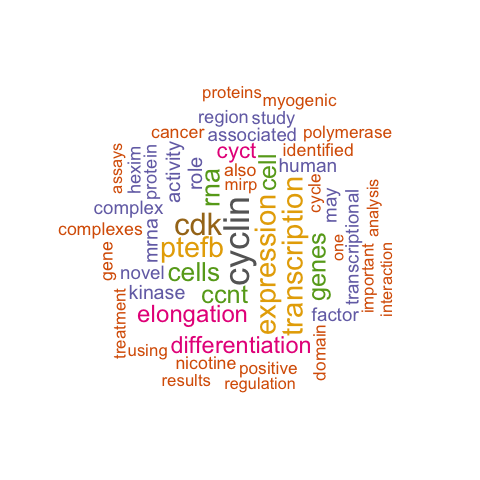 proteins
myogenic
region study
cancer associated polymerase
cyct identified
assays
hexim
protein
activity
role
rna
also
mirp
cell
human
cycle
may
transcriptional
analysis
complex
complexes
cdk
cyclin
expression
transcription
genes
one
important
interaction
mrna
ptefb
gene
novel cells
kinase ccnt
elongation
factor
treatment
using
differentiation
domain
nicotine positive
results regulation